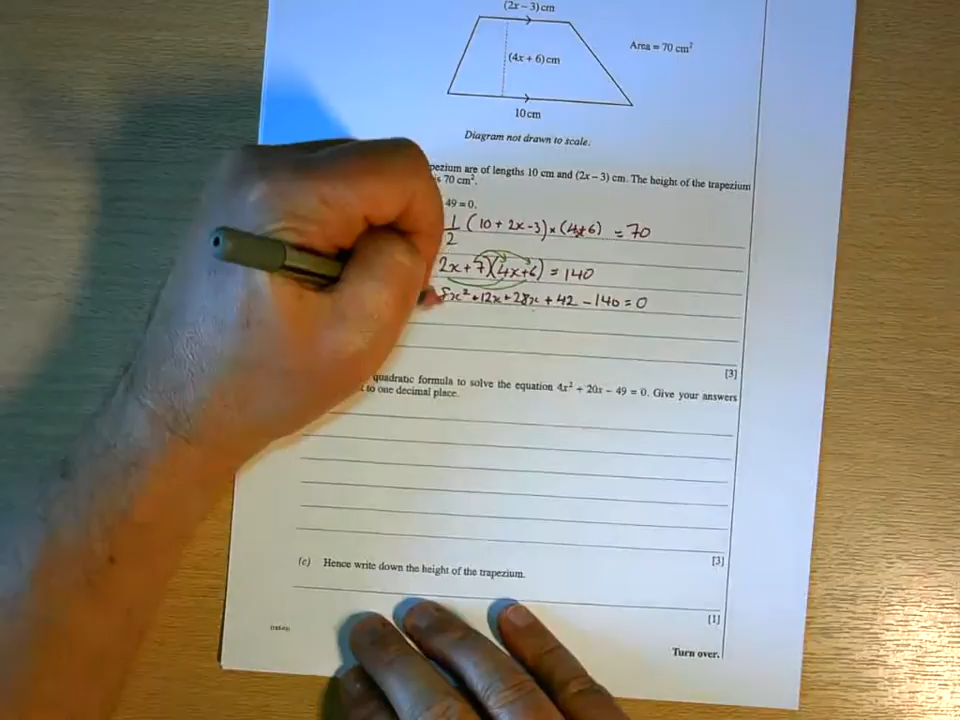 (2x − 3) cm
Area = 70 cm²
(4x + 6) cm
10 cm
Diagram not drawn to scale.
are of lengths 10 cm and (2x − 3) cm. The height of the trapezium
70 cm².
49 = 0.
1/2 (10 + 2x - 3) × (4x+6) = 70
2x + 7)(4x+6) = 140
8x² + 12x + 28x + 42 - 140 = 0
[3]
quadratic formula to solve the equation 4x² + 20x − 49 = 0. Give your answers
to one decimal place.
[3]
(c) Hence write down the height of the trapezium.
[1]
Turn over.